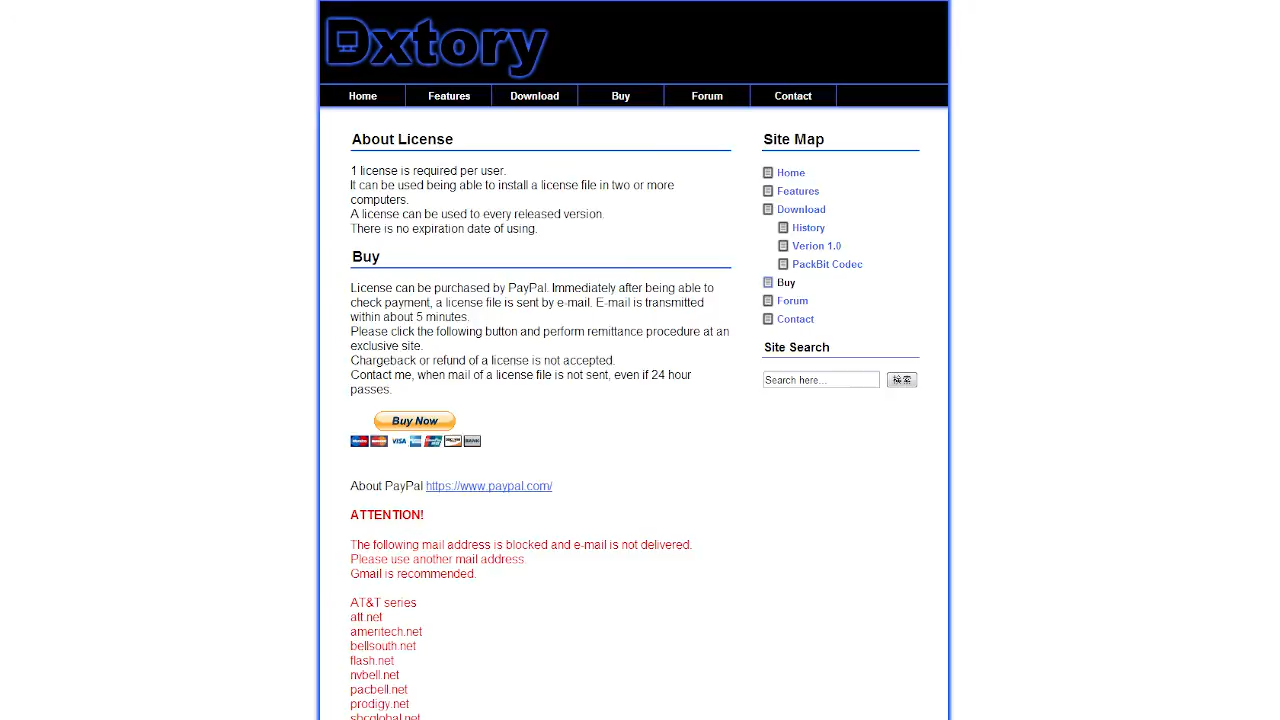 Dxtory
Home Features Download Buy Forum Contact
About License
1 license is required per user.
It can be used being able to install a license file in two or more
computers.
A license can be used to every released version.
There is no expiration date of using.
Buy
License can be purchased by PayPal. Immediately after being able to
check payment, a license file is sent by e-mail. E-mail is transmitted
within about 5 minutes.
Please click the following button and perform remittance procedure at an
exclusive site.
Chargeback or refund of a license is not accepted.
Contact me, when mail of a license file is not sent, even if 24 hour
passes.
Buy Now
VISA
About PayPal https://www.paypal.com/
ATTENTION!
The following mail address is blocked and e-mail is not delivered.
Please use another mail address.
Gmail is recommended.
AT&T series
att.net
ameritech.net
bellsouth.net
flash.net
nvbell.net
pacbell.net
prodigy.net
sbcglobal.net
Site Map
Home
Features
Download
History
Verion 1.0
PackBit Codec
Buy
Forum
Contact
Site Search
Search here... 検索